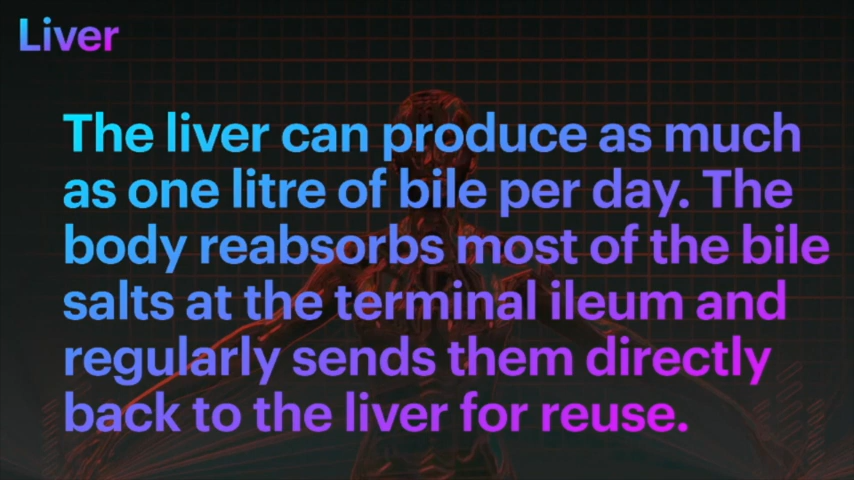 Liver
The liver can produce as much
as one litre of bile per day. The
body reabsorbs most of the bile
salts at the terminal ileum and
regularly sends them directly
back to the liver for reuse.